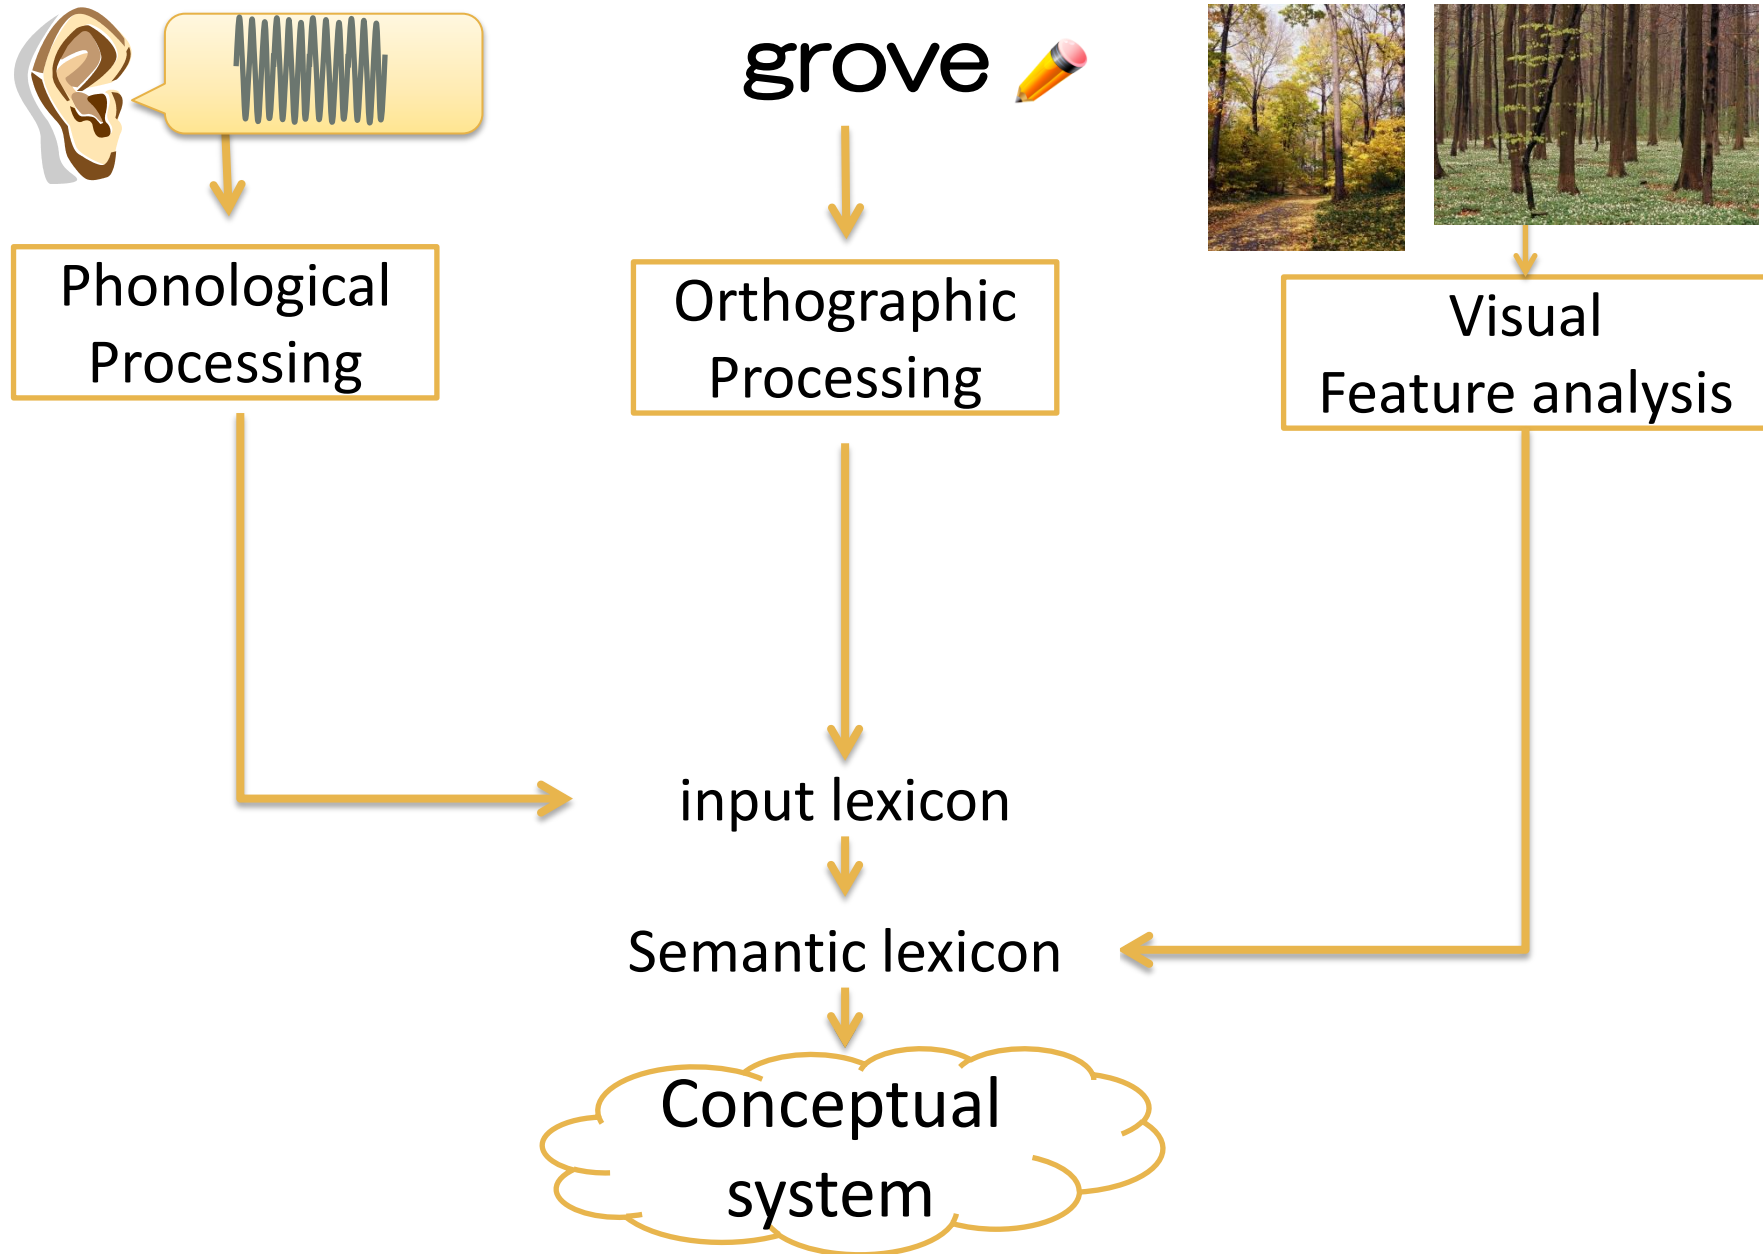 grove
Phonological
Processing
Orthographic
Processing
Visual
Feature analysis
input lexicon
Semantic lexicon
Conceptual
system